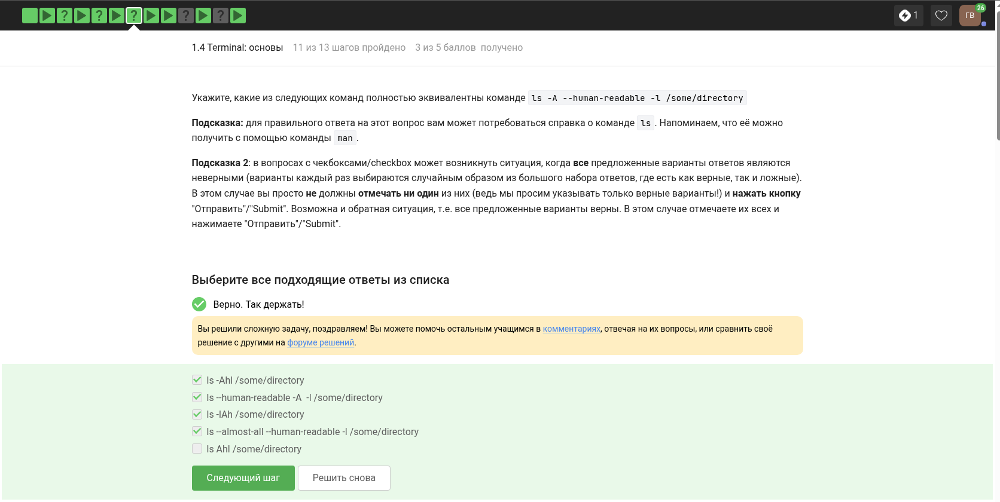 ? ? ? ? ?
1
ГВ
26
1.4 Terminal: основы 11 из 13 шагов пройдено 3 из 5 баллов получено
Укажите, какие из следующих команд полностью эквивалентны команде ls -A --human-readable -l /some/directory
Подсказка: для правильного ответа на этот вопрос вам может потребоваться справка о команде ls. Напоминаем, что её можно
получить с помощью команды man.
Подсказка 2: в вопросах с чекбоксами/checkbox может возникнуть ситуация, когда все предложенные варианты ответов являются
неверными (варианты каждый раз выбираются случайным образом из большого набора ответов, где есть как верные, так и ложные).
В этом случае вы просто не должны отмечать ни один из них (ведь мы просим указывать только верные варианты!) и нажать кнопку
"Отправить"/"Submit". Возможна и обратная ситуация, т.е. все предложенные варианты верны. В этом случае отмечаете их всех и
нажимаете "Отправить"/"Submit".
Выберите все подходящие ответы из списка
Верно. Так держать!
Вы решили сложную задачу, поздравляем! Вы можете помочь остальным учащимся в комментариях, отвечая на их вопросы, или сравнить своё
решение с другими на форуме решений.
ls -Ahl /some/directory
ls --human-readable -A -l /some/directory
ls -lAh /some/directory
ls --almost-all --human-readable -l /some/directory
ls Ahl /some/directory
Следующий шаг Решить снова